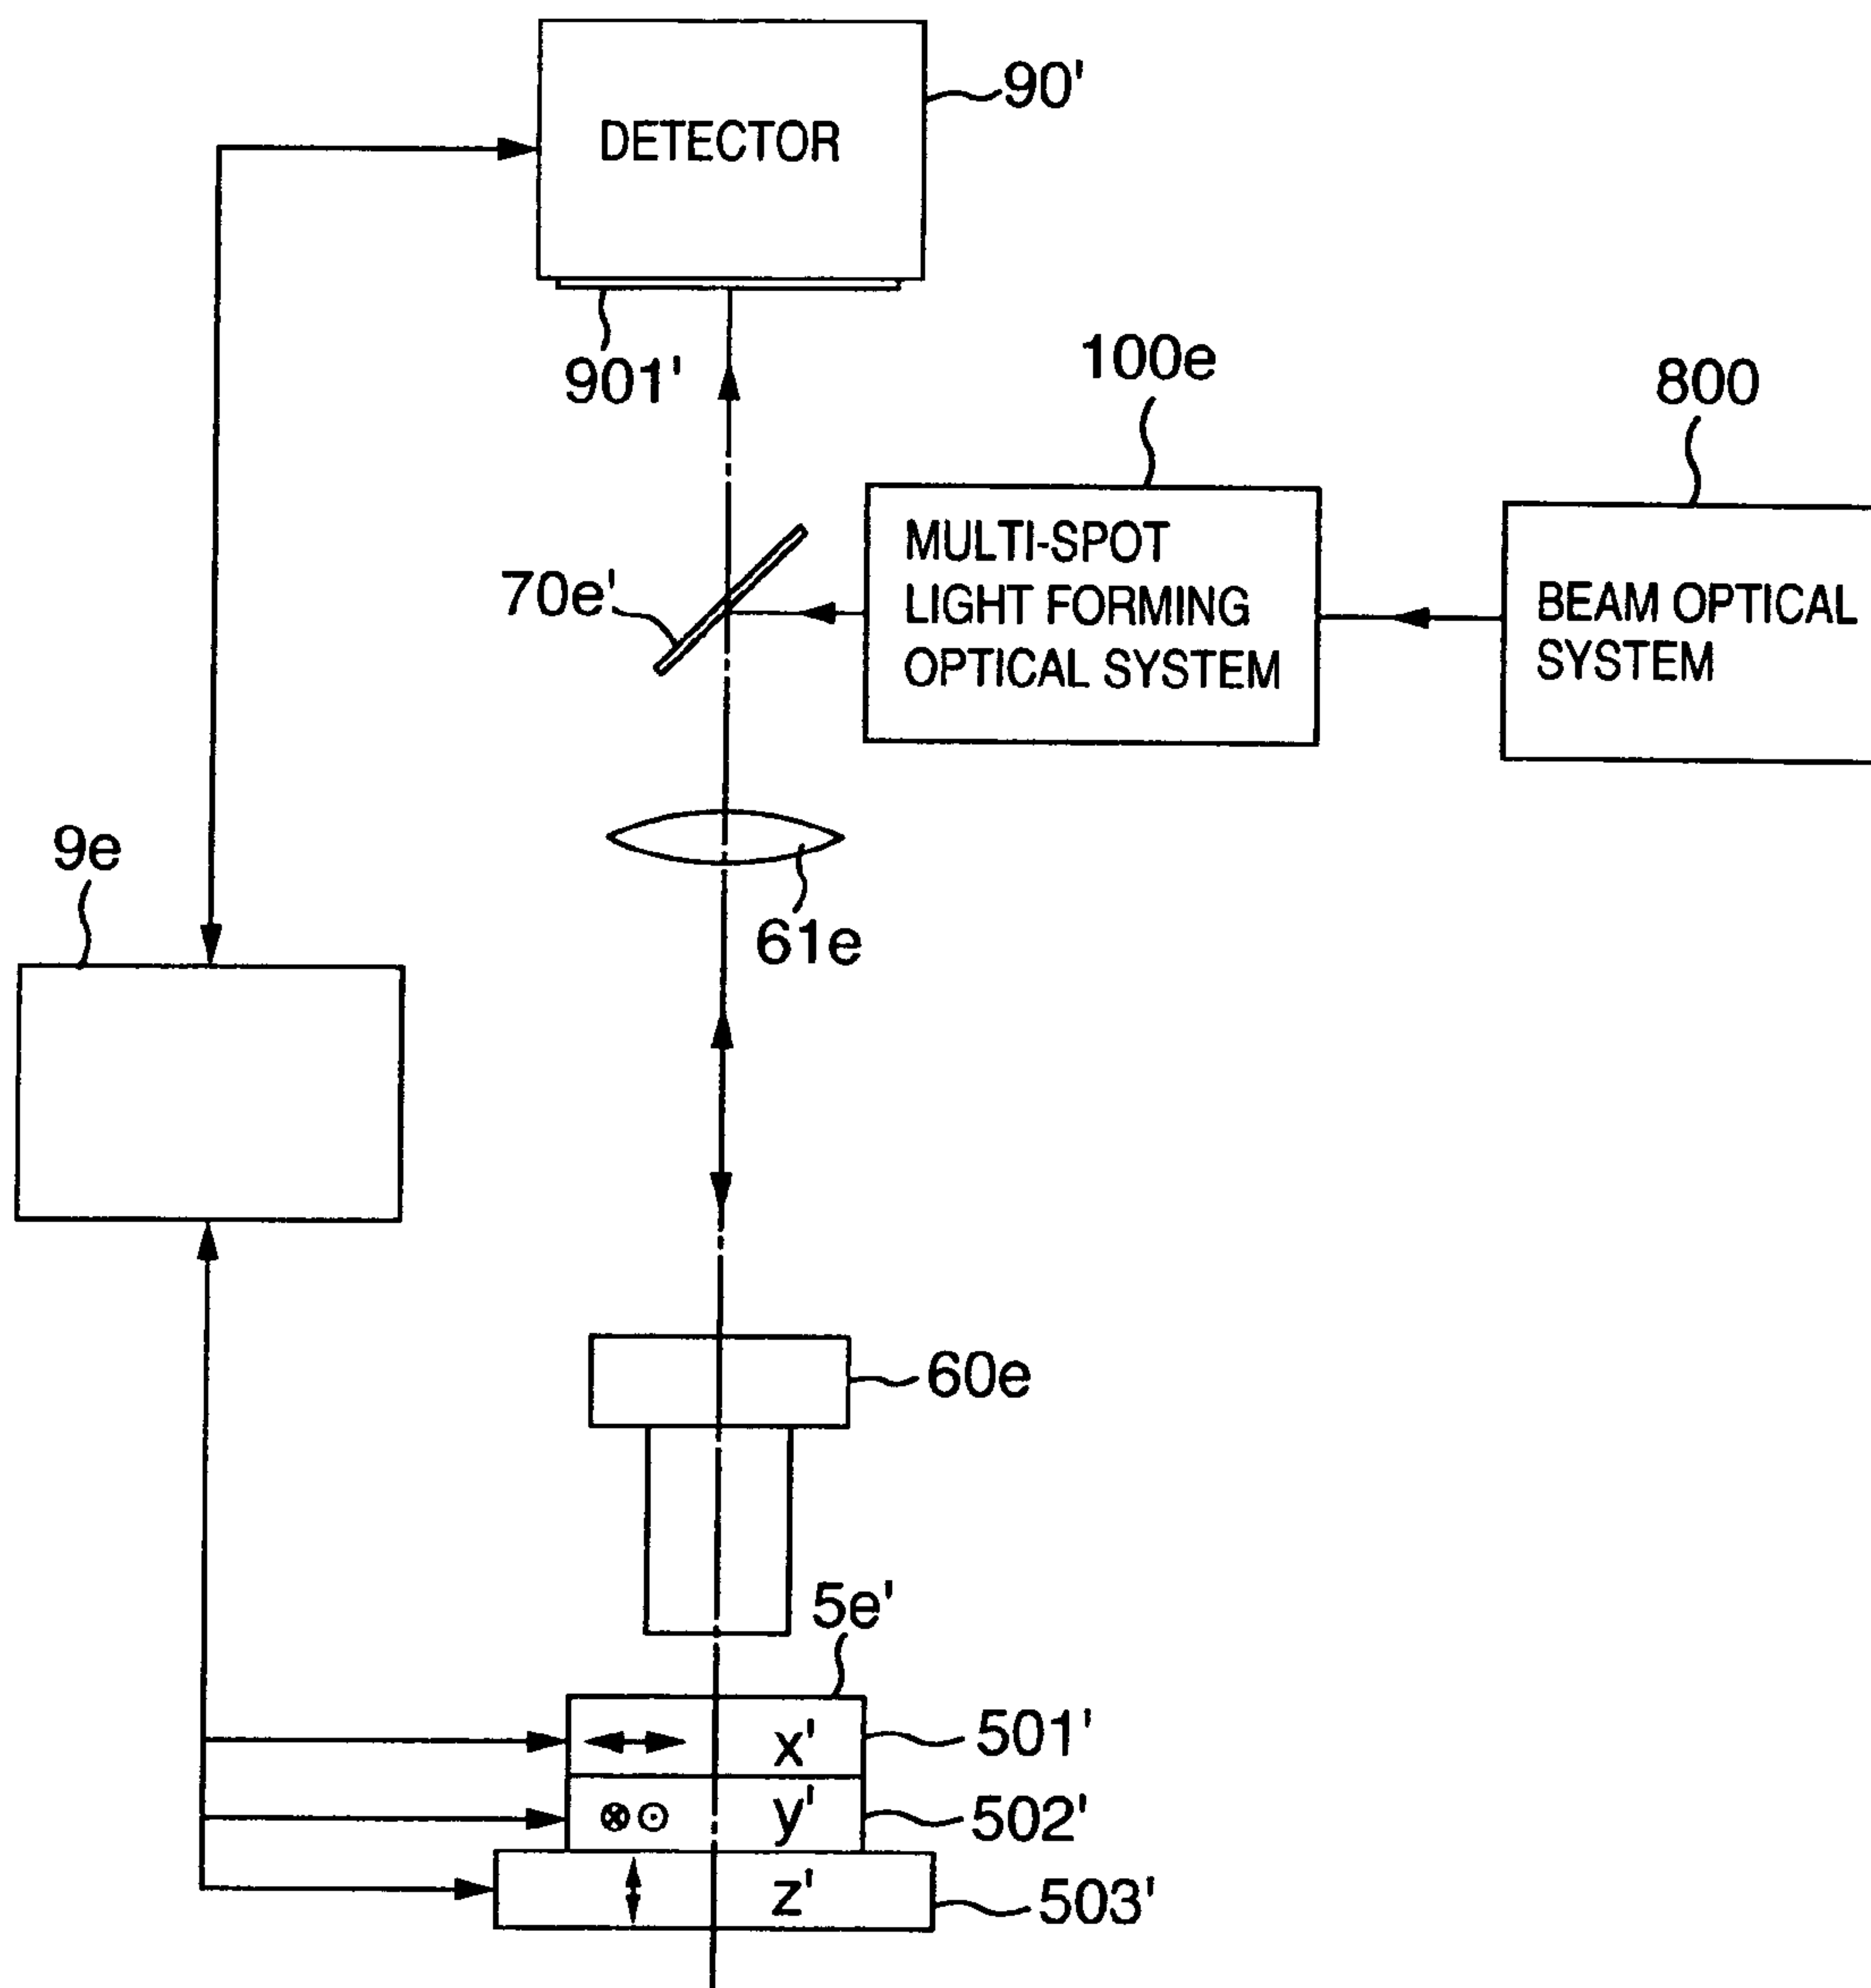 90'
DETECTOR
901'
100e
800
MULTI-SPOT
LIGHT FORMING
OPTICAL SYSTEM
BEAM OPTICAL
SYSTEM
70e'
9e
61e
60e
5e'
x'
501'
y'
502'
z'
503'